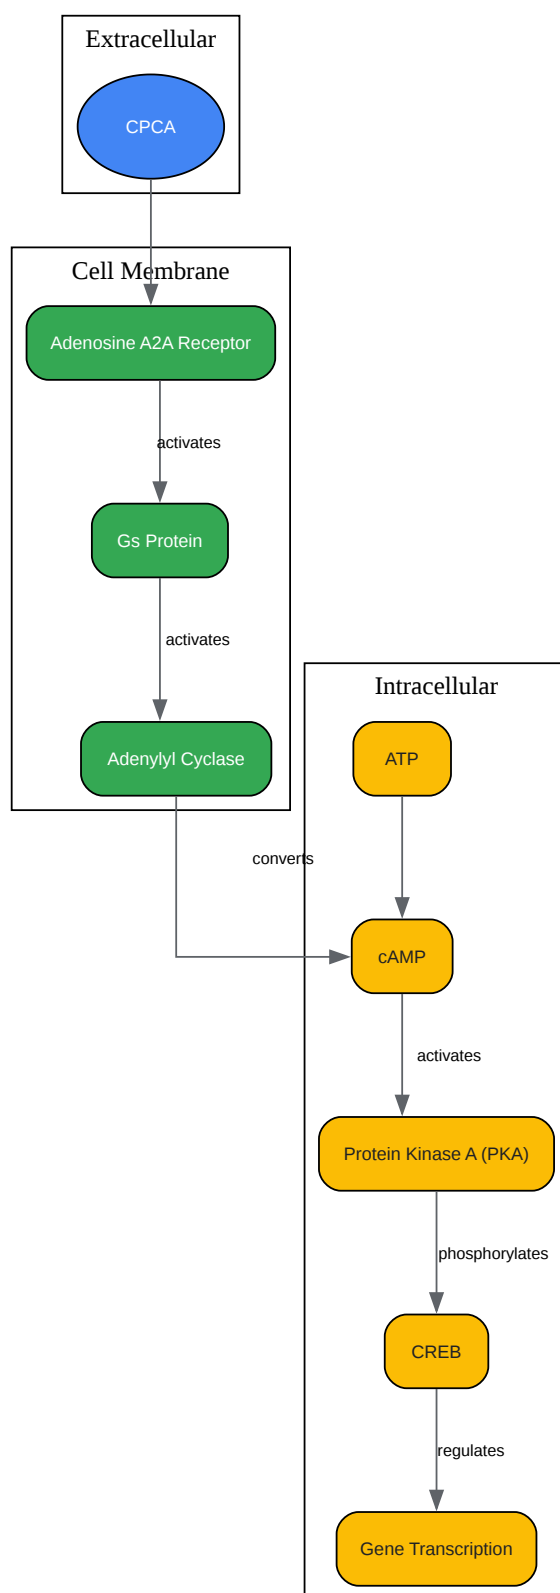 Extracellular
CPCA
Cell Membrane
Adenosine A2A Receptor
activates
Gs Protein
activates
Adenylyl Cyclase
Intracellular
ATP
converts
cAMP
activates
Protein Kinase A (PKA)
phosphorylates
CREB
regulates
Gene Transcription